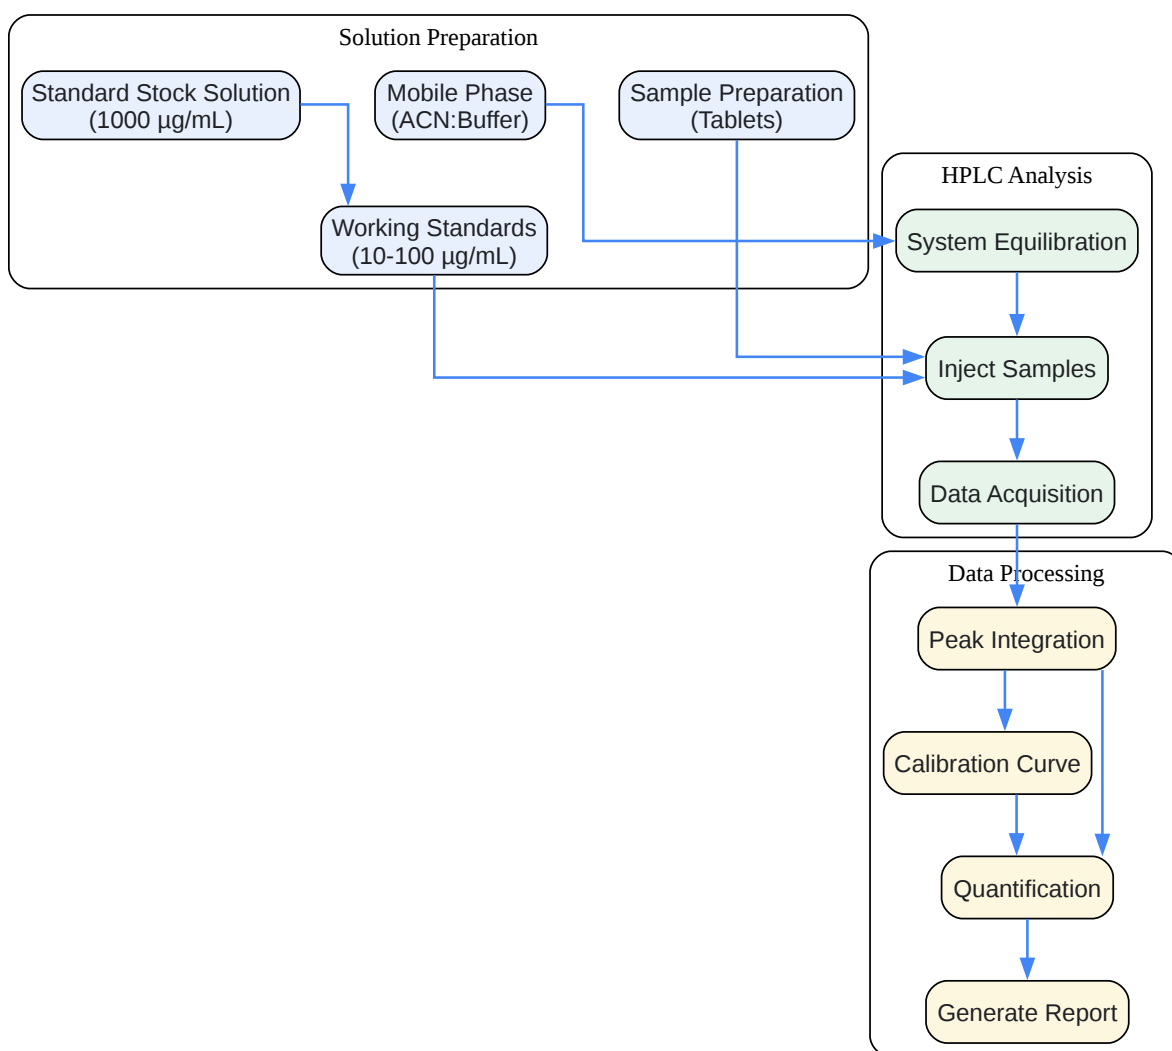 Solution Preparation
Standard Stock Solution
(1000 µg/mL)
Mobile Phase
(ACN:Buffer)
Sample Preparation
(Tablets)
Working Standards
(10-100 µg/mL)
HPLC Analysis
System Equilibration
Inject Samples
Data Acquisition
Data Processing
Peak Integration
Calibration Curve
Quantification
Generate Report